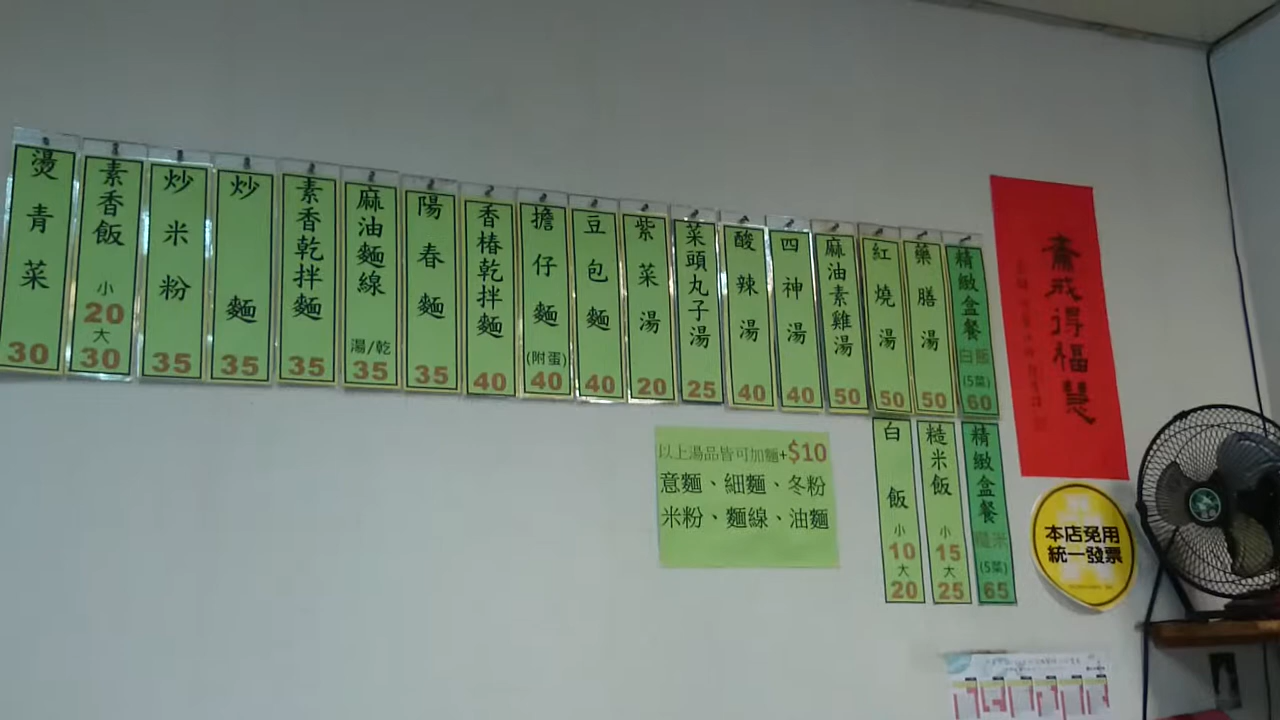 燙青菜 30
素香飯 小 20 大 30
炒米粉 35
炒麵 35
素香乾拌麵 35
麻油麵線 湯/乾 35
陽春麵 35
香椿乾拌麵 40
擔仔麵 (附蛋) 40
豆包麵 40
紫菜湯 20
菜頭丸子湯 25
酸辣湯 40
四神湯 40
麻油素雞湯 50
紅燒湯 50
藥膳湯 50
精緻盒餐 白飯 (5菜) 60
白飯 小 10 大 20
糙米飯 小 15 大 25
精緻盒餐 糙米 (5菜) 65
以上湯品皆可加麵+$10
意麵、細麵、冬粉
米粉、麵線、油麵
齋戒得福慧
本店免用
統一發票